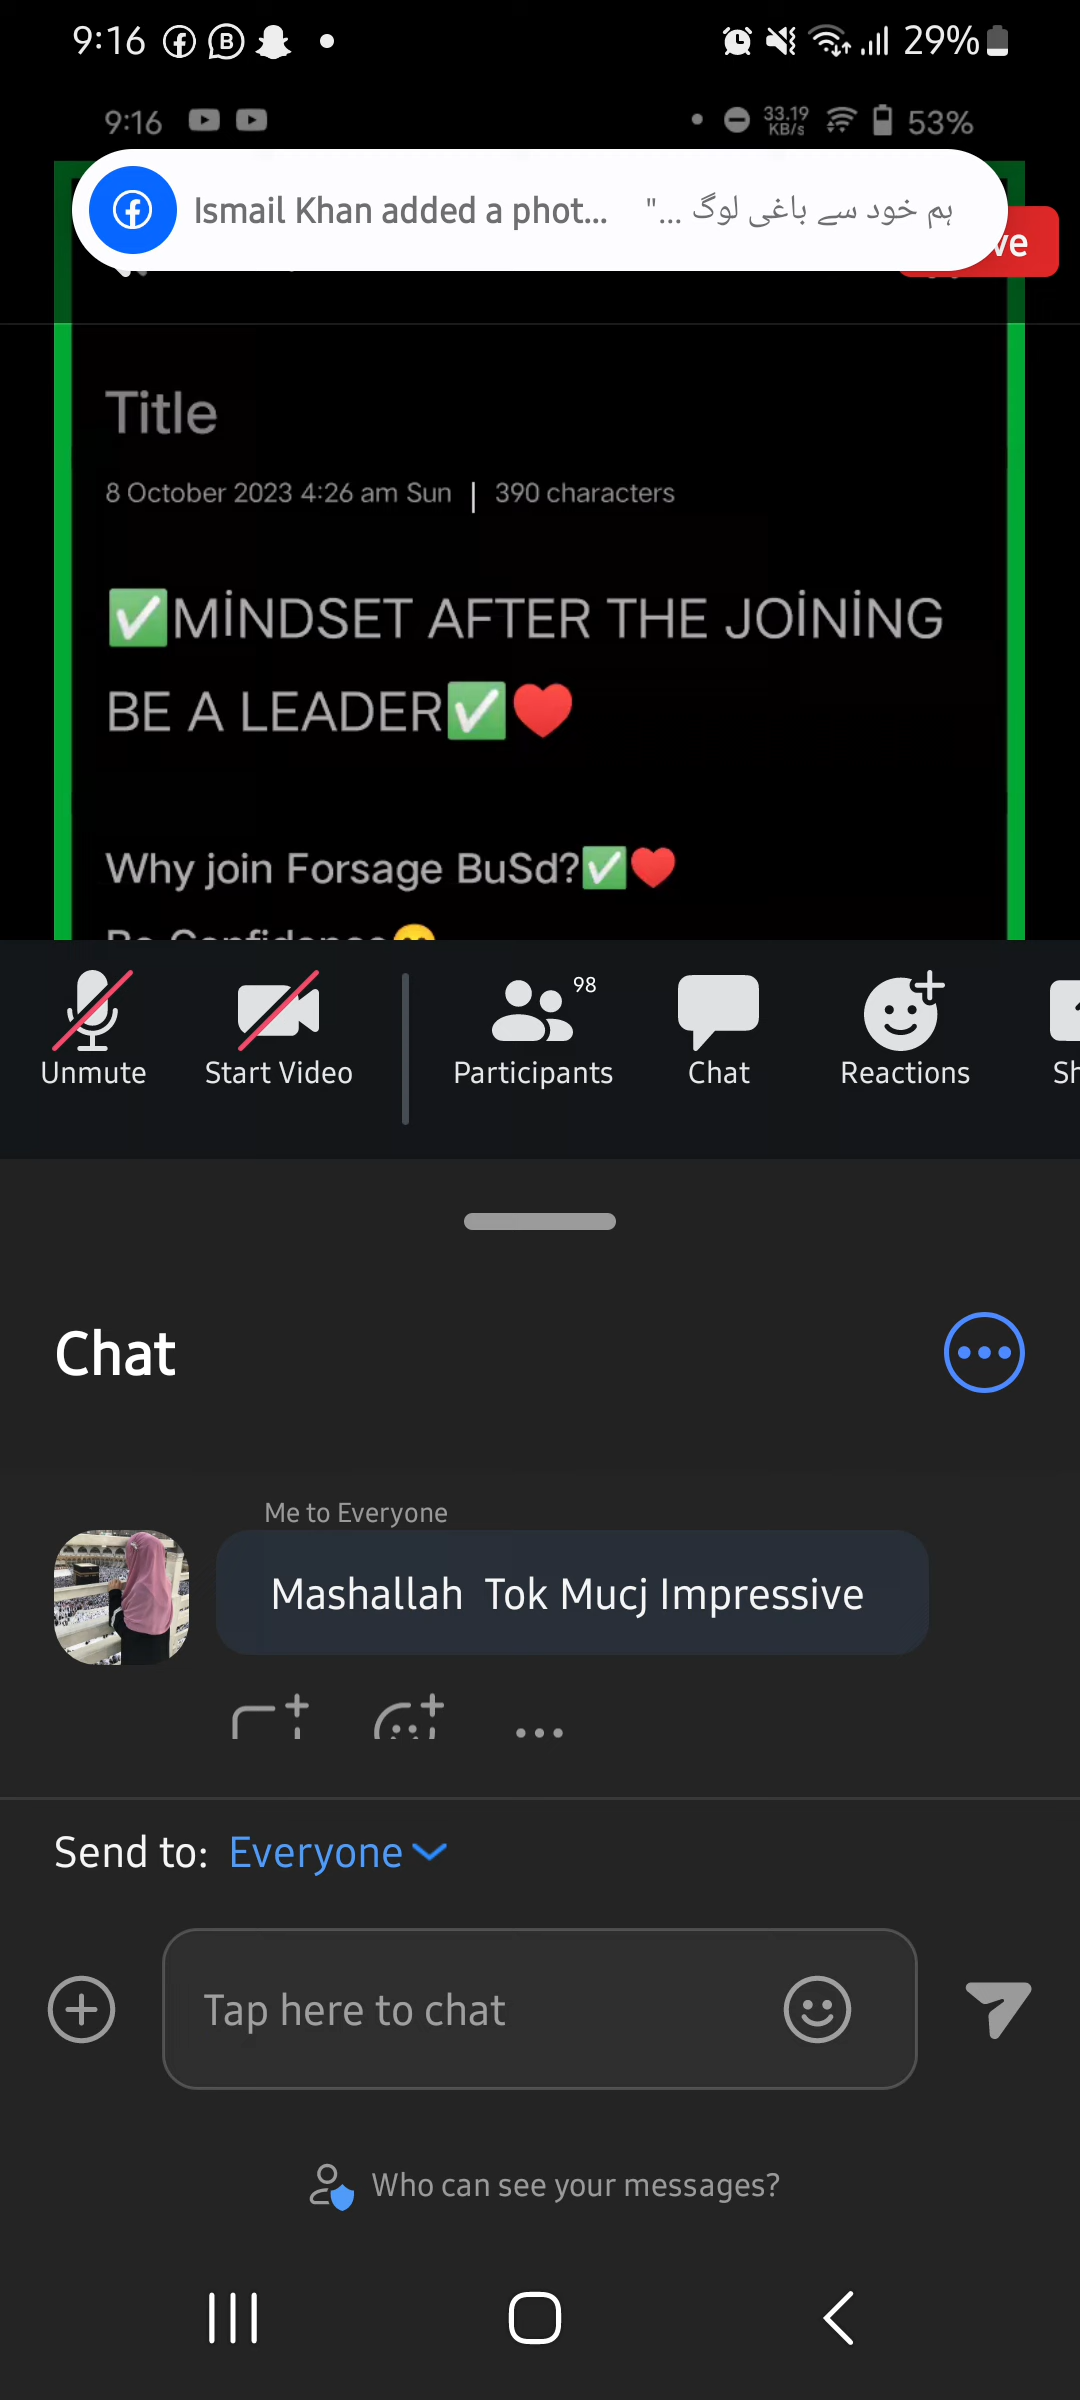 9:16 29%
9:16 33.19 KB/s 53%
Ismail Khan added a phot... "... ہم خود سے باغی لوگ
ve
Title
8 October 2023 4:26 am Sun | 390 characters
✅MİNDSET AFTER THE JOİNİNG
BE A LEADER✅♥️
Why join Forsage BuSd?✅♥️
Be Confidence
98
Unmute Start Video Participants Chat Reactions Sh
Chat
Me to Everyone
Mashallah Tok Mucj Impressive
Send to: Everyone
Tap here to chat
Who can see your messages?